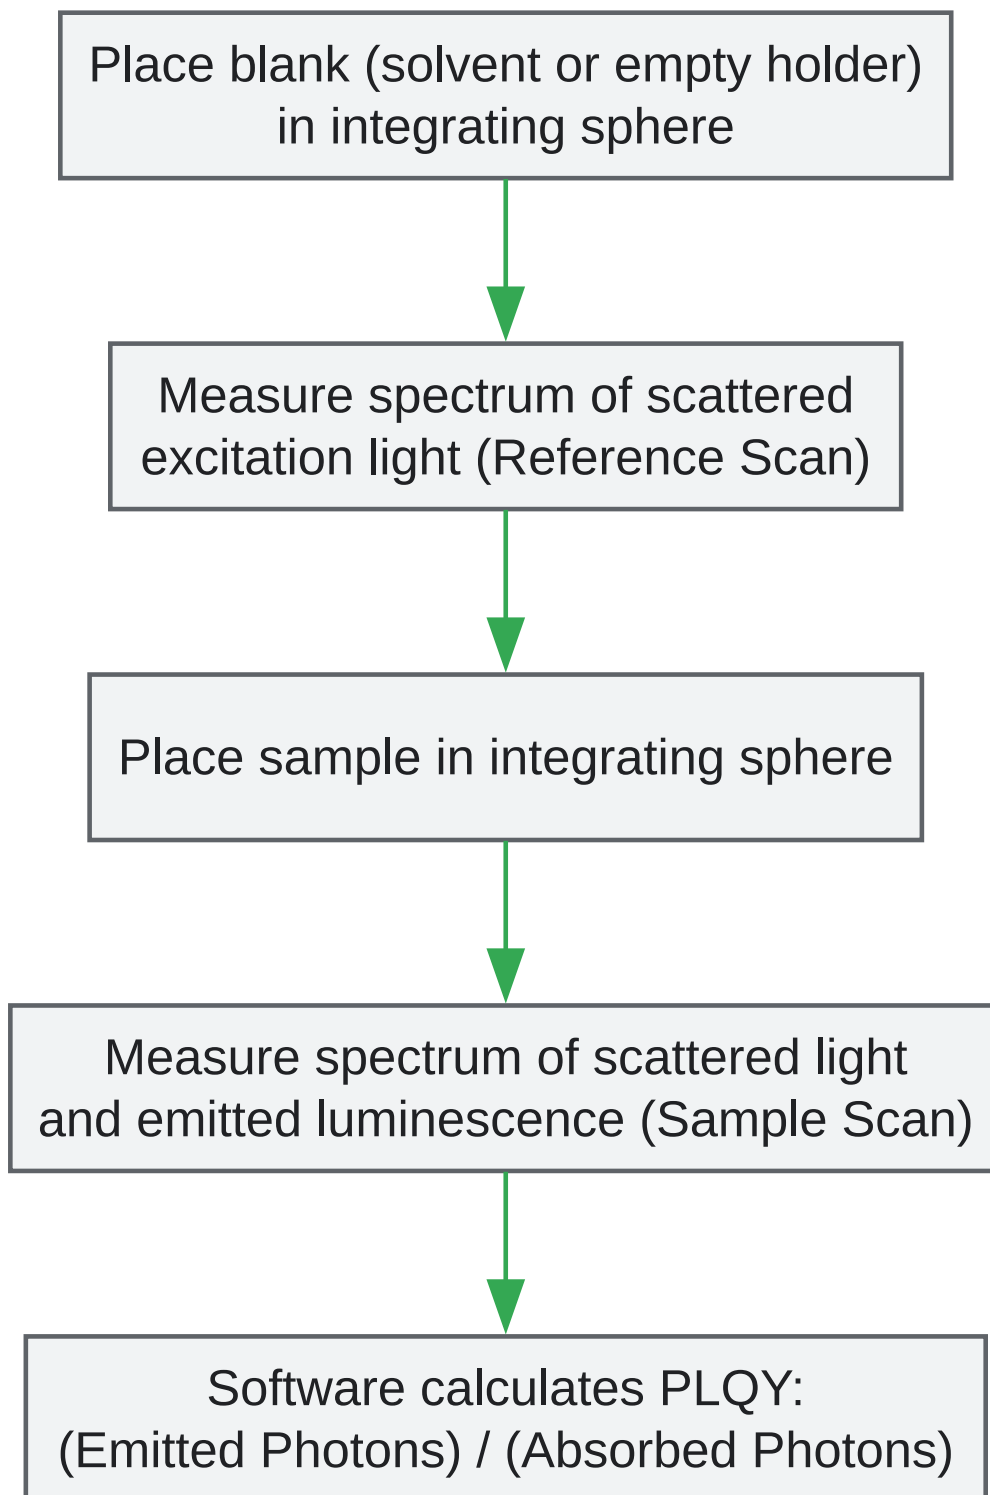 Place blank (solvent or empty holder)
in integrating sphere
Measure spectrum of scattered
excitation light (Reference Scan)
Place sample in integrating sphere
Measure spectrum of scattered light
and emitted luminescence (Sample Scan)
Software calculates PLQY:
(Emitted Photons) / (Absorbed Photons)